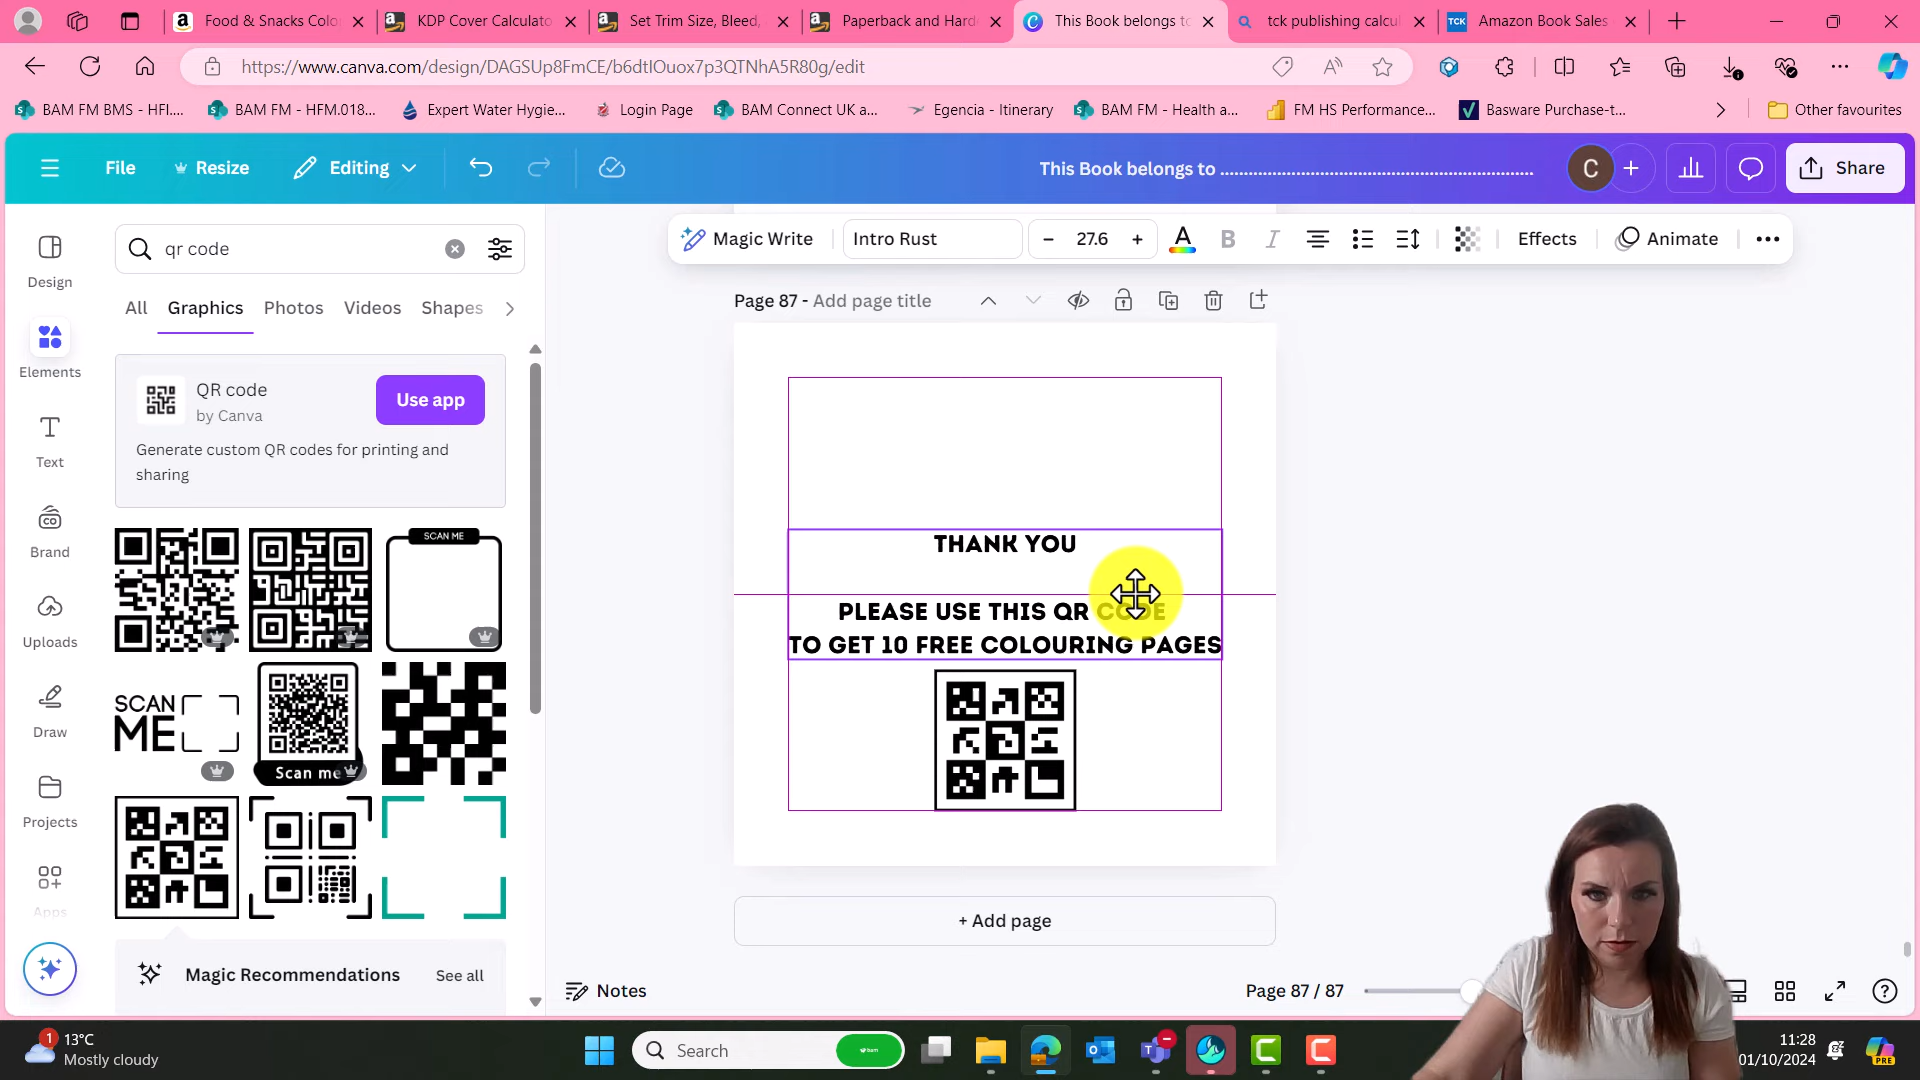 Food & Snacks Colo
KDP Cover Calculato
Set Trim Size, Bleed,
Paperback and Hard
This Book belongs to
tck publishing calcul
TCK
Amazon Book Sales
https://www.canva.com/design/DAGSUp8FmCE/b6dtIOuox7p3QTNhA5R80g/edit
BAM FM BMS - HFI....
BAM FM - HFM.018...
Expert Water Hygie...
Login Page
BAM Connect UK a...
Egencia - Itinerary
BAM FM - Health a...
FM HS Performance...
Basware Purchase-t...
Other favourites
File
Resize
Editing
This Book belongs to ............................................................
C
Share
qr code
Magic Write
Intro Rust
27.6
A
B
I
Effects
Animate
Design
Elements
Text
Brand
Uploads
Draw
Projects
Apps
All
Graphics
Photos
Videos
Shapes
QR code
by Canva
Use app
Generate custom QR codes for printing and
sharing
SCAN ME
SCAN
ME
Scan me
Magic Recommendations
See all
Page 87 - Add page title
THANK YOU
PLEASE USE THIS QR CODE
TO GET 10 FREE COLOURING PAGES
+ Add page
Notes
Page 87 / 87
1
13°C
Mostly cloudy
Search
bam
11:28
01/10/2024
PRE